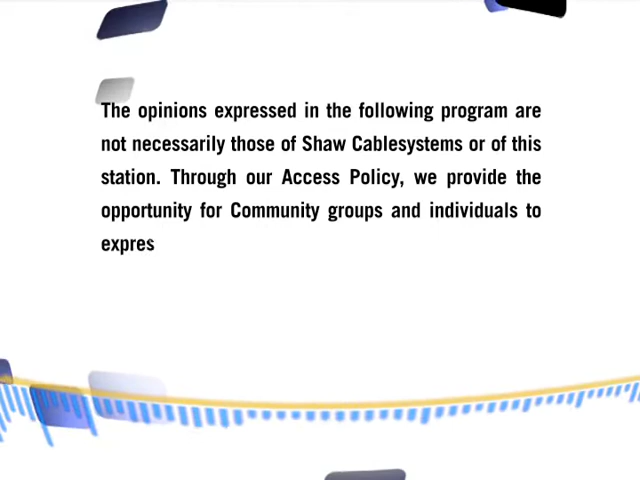 The opinions expressed in the following program are
not necessarily those of Shaw Cablesystems or of this
station. Through our Access Policy, we provide the
opportunity for Community groups and individuals to
expres